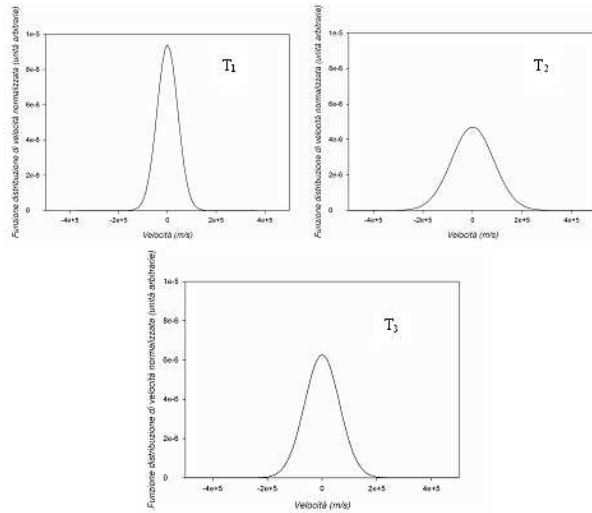 Funzione distribuzione di velocità normalizzata (unità arbitrarie)
1e-5
8e-6
6e-6
4e-6
2e-6
0
T1
-4e+5 -2e+5 0 2e+5 4e+5
Velocità (m/s)
Funzione distribuzione di velocità normalizzata (unità arbitrarie)
1e-5
8e-6
6e-6
4e-6
2e-6
0
T2
-4e+5 -2e+5 0 2e+5 4e+5
Velocità (m/s)
Funzione distribuzione di velocità normalizzata (unità arbitrarie)
1e-5
8e-6
6e-6
4e-6
2e-6
0
T3
-4e+5 -2e+5 0 2e+5 4e+5
Velocità (m/s)